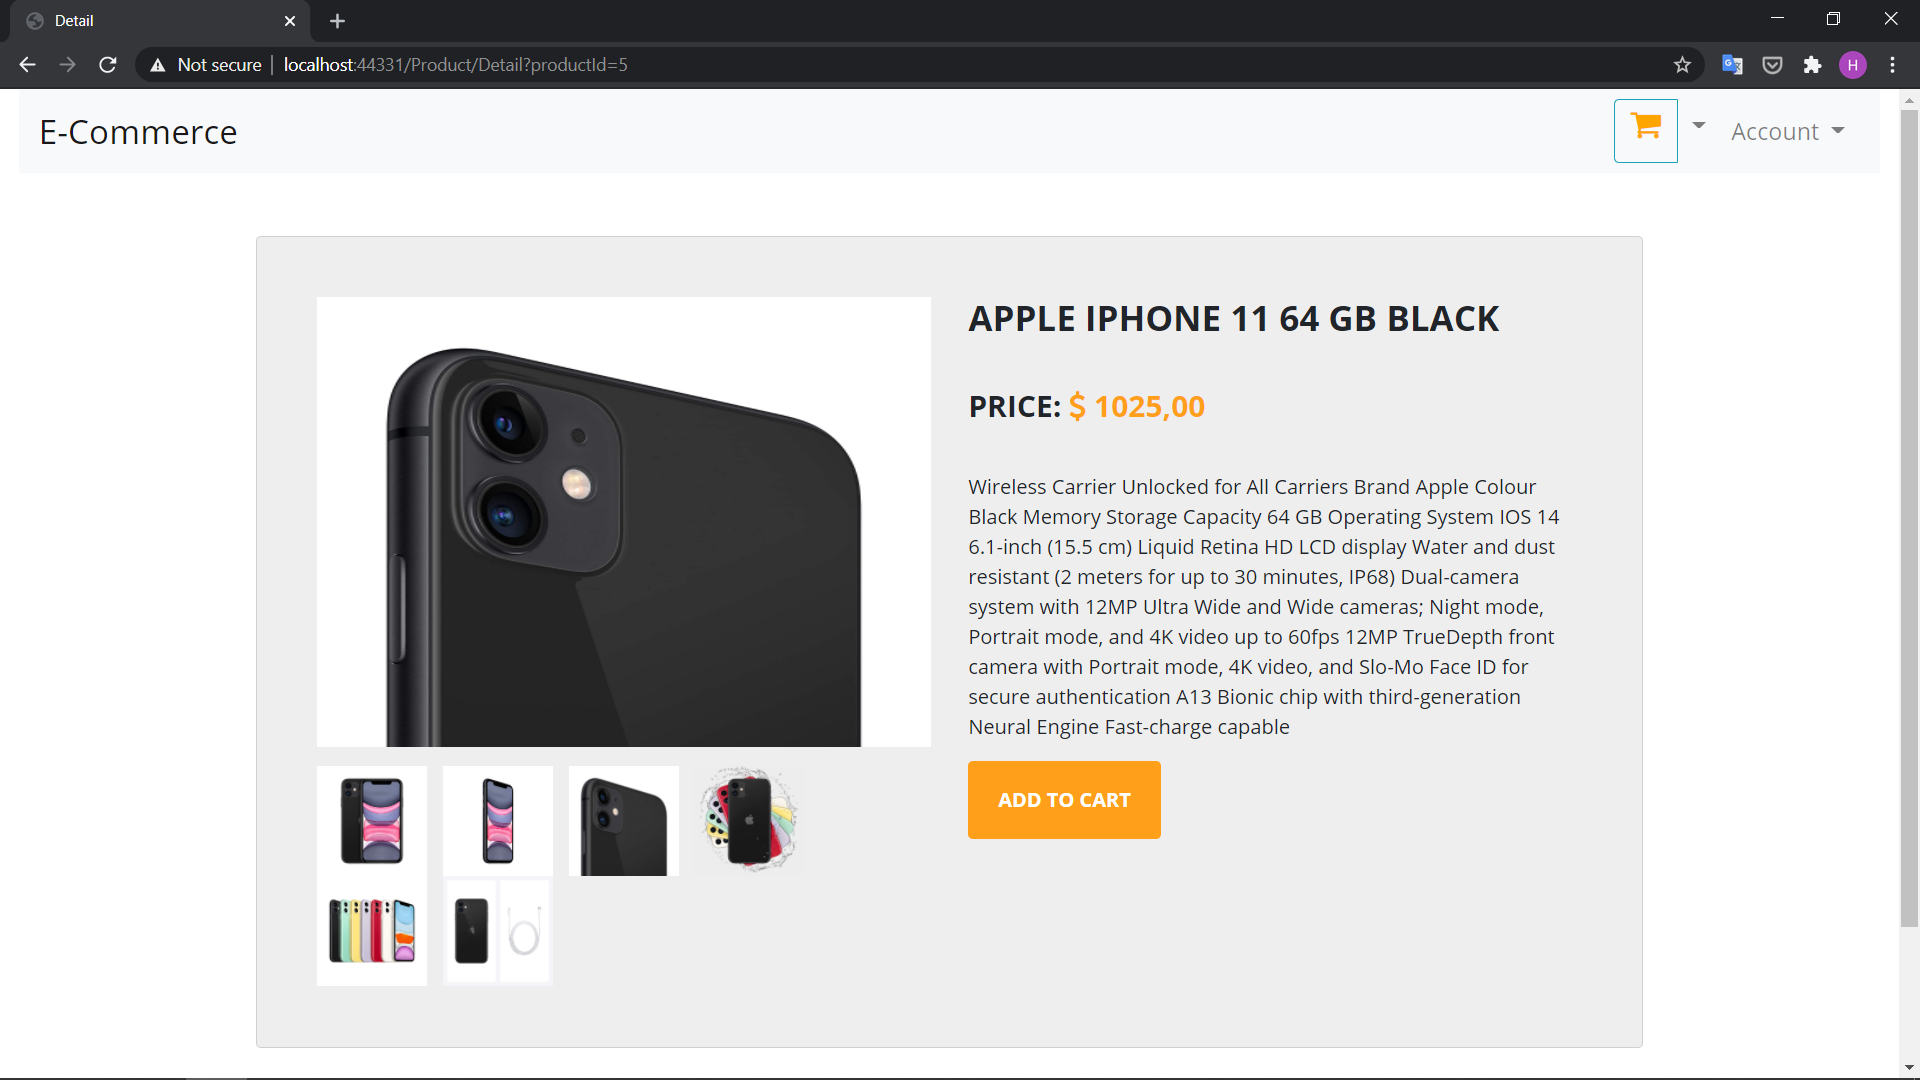 Detail
Not secure localhost:44331/Product/Detail?productId=5
H
E-Commerce
Account
APPLE IPHONE 11 64 GB BLACK
PRICE: $ 1025,00
Wireless Carrier Unlocked for All Carriers Brand Apple Colour
Black Memory Storage Capacity 64 GB Operating System IOS 14
6.1-inch (15.5 cm) Liquid Retina HD LCD display Water and dust
resistant (2 meters for up to 30 minutes, IP68) Dual-camera
system with 12MP Ultra Wide and Wide cameras; Night mode,
Portrait mode, and 4K video up to 60fps 12MP TrueDepth front
camera with Portrait mode, 4K video, and Slo-Mo Face ID for
secure authentication A13 Bionic chip with third-generation
Neural Engine Fast-charge capable
ADD TO CART